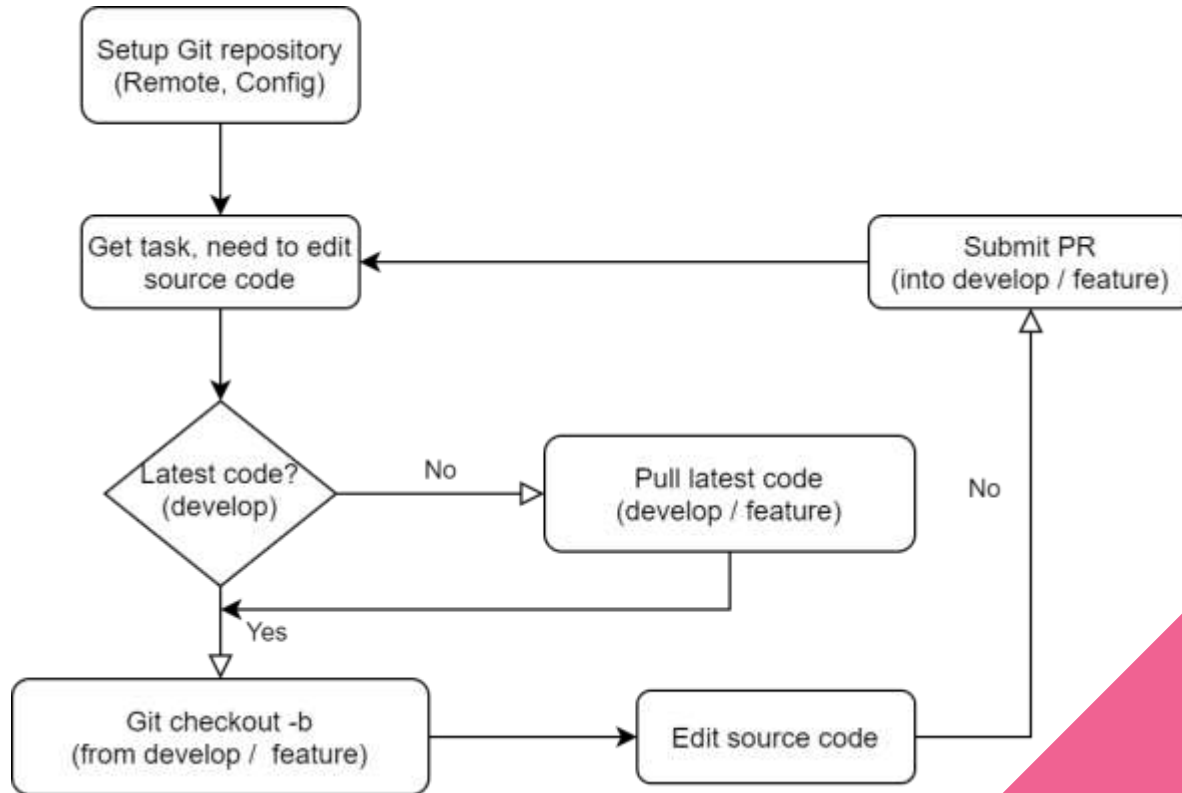 Setup Git repository
(Remote, Config)
Get task, need to edit
source code
Submit PR
(into develop / feature)
Latest code?
(develop)
No
Pull latest code
(develop / feature)
No
Yes
Git checkout -b
(from develop /  feature)
Edit source code